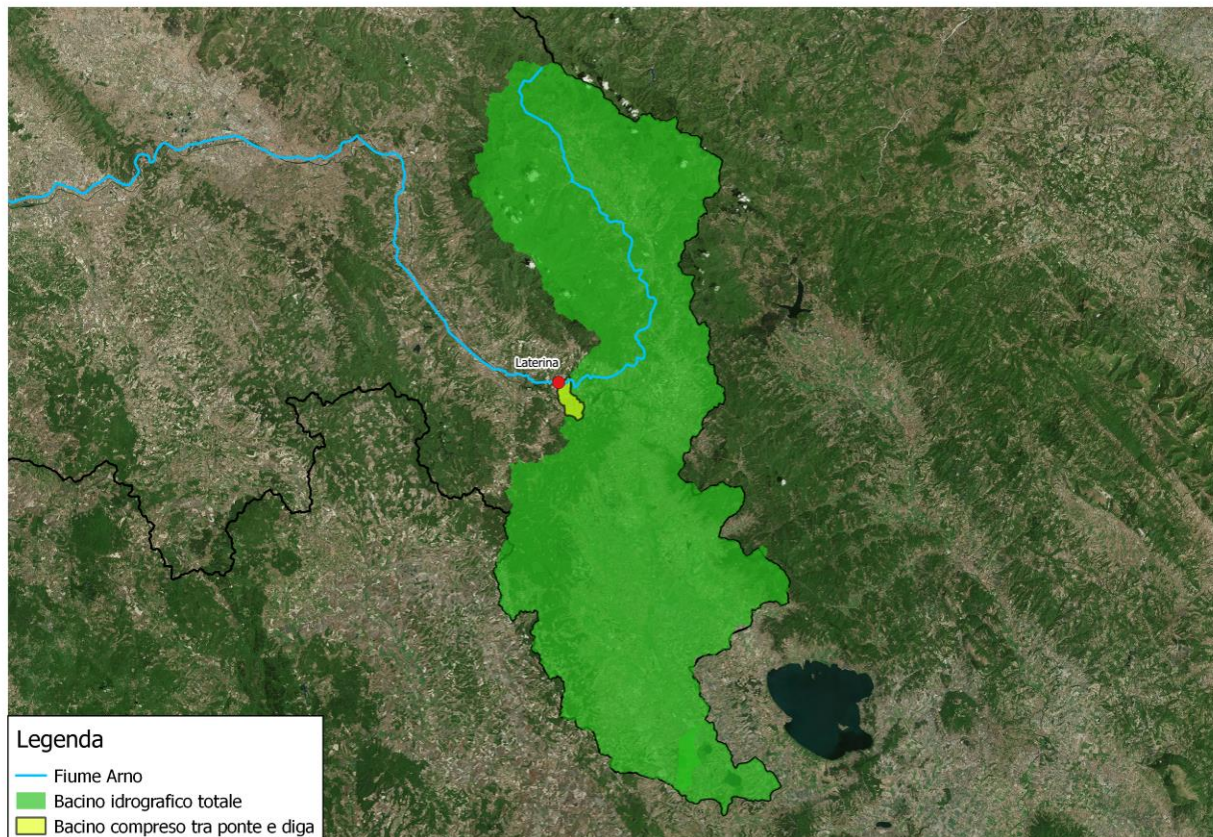 Laterina
Legenda
Fiume Arno
Bacino idrografico totale
Bacino compreso tra ponte e diga